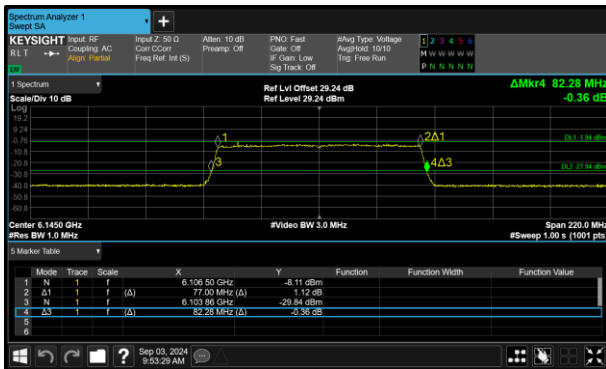 Spectrum Analyzer 1
Swept SA
KEYSIGHT Input: RF Input Z: 50 Ω Atten: 10 dB PNO: Fast #Avg Type: Voltage 1 2 3 4 5 6
RLT Coupling: AC Corr CCorr Preamp: Off Gate: Off Avg|Hold: 10/10 M W W W W W
Align: Partial Freq Ref: Int (S) IF Gain: Low Trig: Free Run
Sig Track: Off P N N N N N
1 Spectrum Ref Lvl Offset 29.24 dB ΔMkr4 82.28 MHz
Scale/Div 10 dB Ref Level 29.24 dBm -0.36 dB
Log
19.2
9.24
-0.76 1 2Δ1 DL1 -1.94 dBm
-10.8
-20.8 3 4Δ3 DL2 -27.94 dBm
-30.8
-40.8
-50.8
-60.8
Center 6.1450 GHz #Video BW 3.0 MHz Span 220.0 MHz
#Res BW 1.0 MHz #Sweep 1.00 s (1001 pts)
5 Marker Table
Mode Trace Scale X Y Function Function Width Function Value
1 N 1 f 6.106 50 GHz -8.11 dBm
2 Δ1 1 f (Δ) 77.00 MHz (Δ) 1.12 dB
3 N 1 f 6.103 86 GHz -29.84 dBm
4 Δ3 1 f (Δ) 82.28 MHz (Δ) -0.36 dB
5
6
? Sep 03, 2024
9:53:29 AM